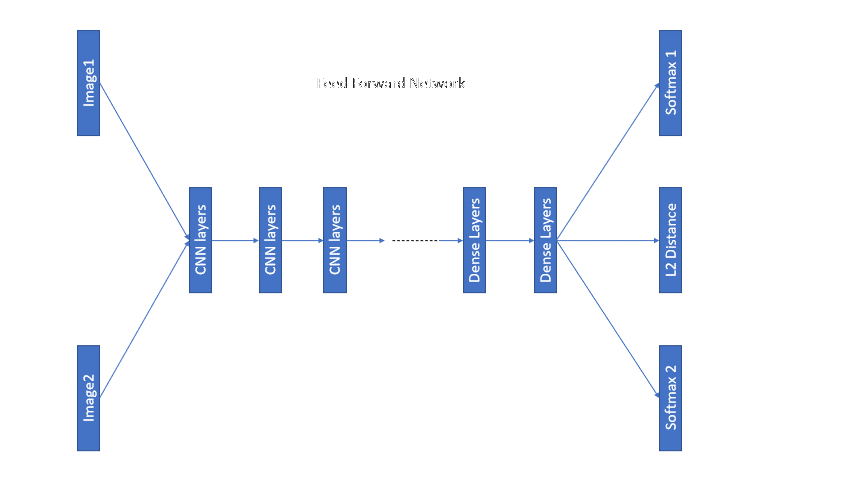 Image1
Feed Forward Network
Softmax 1
CNN layers
CNN layers
CNN layers
Dense Layers
Dense Layers
L2 Distance
Image2
Softmax 2